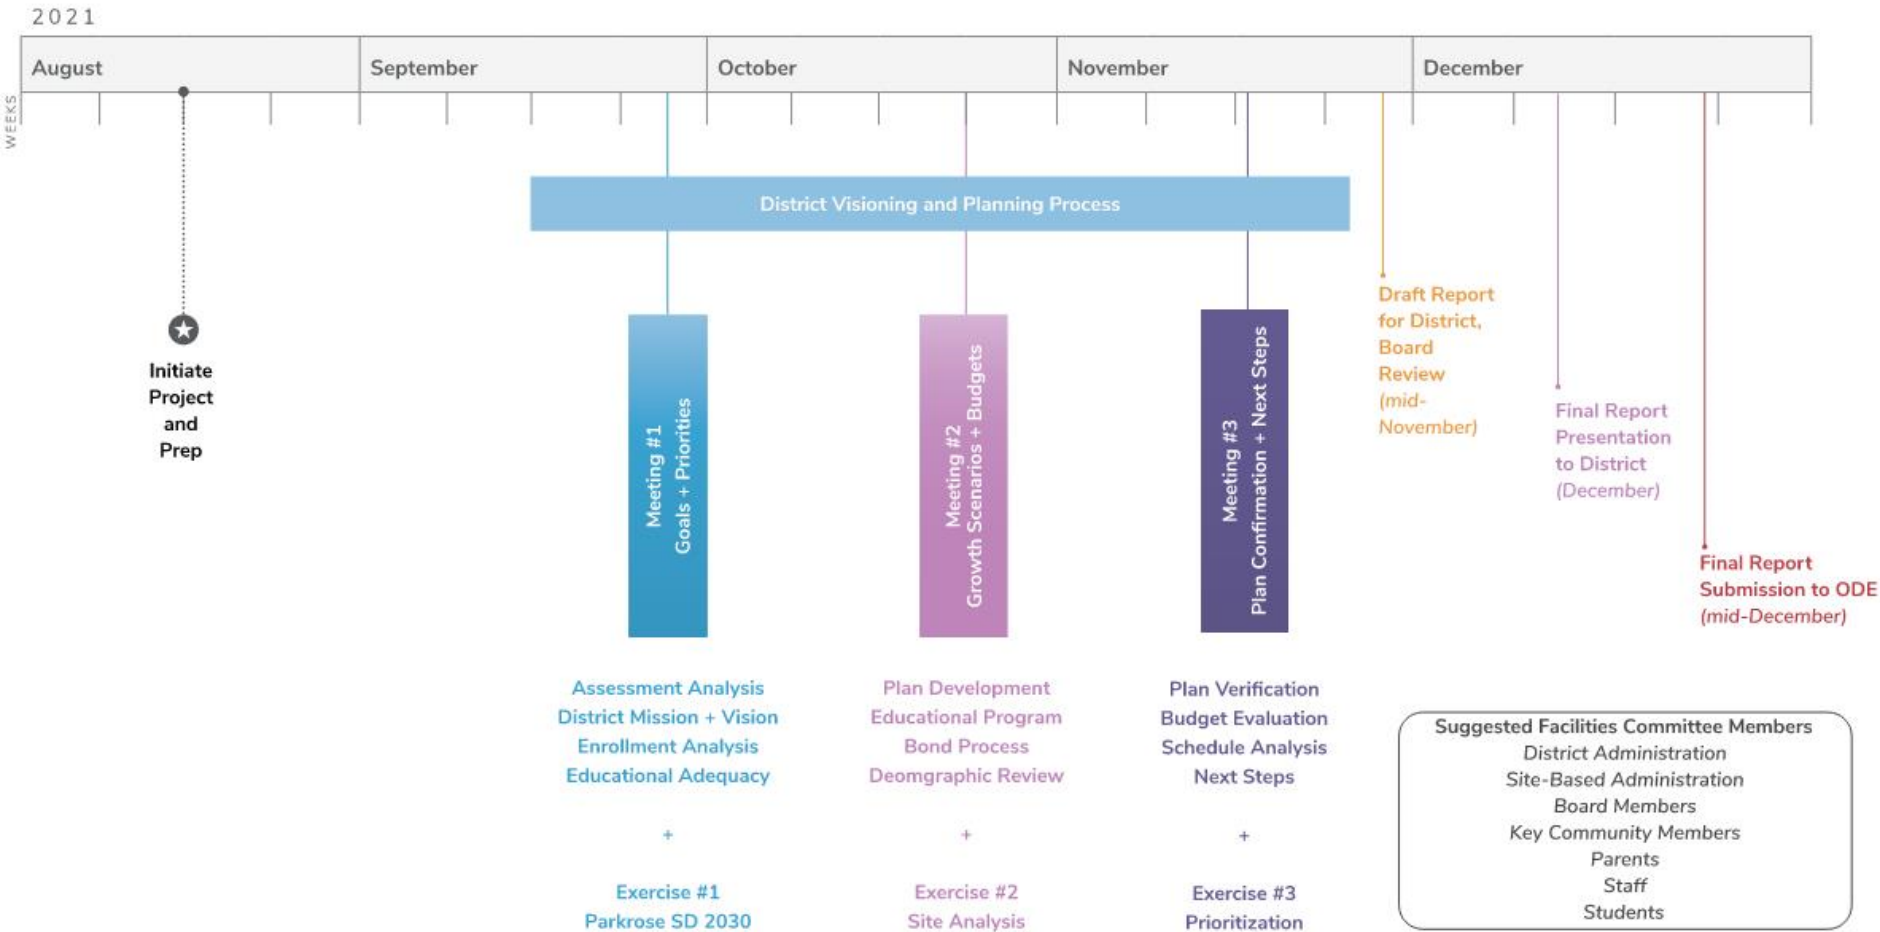 2021
August
September
October
November
December
WEEKS
District Visioning and Planning Process
Initiate
Project
and
Prep
Meeting #1
Goals + Priorities
Meeting #2
Growth Scenarios + Budgets
Meeting #3
Plan Confirmation + Next Steps
Draft Report
for District,
Board
Review
(mid-
November)
Final Report
Presentation
to District
(December)
Final Report
Submission to ODE
(mid-December)
Assessment Analysis
District Mission + Vision
Enrollment Analysis
Educational Adequacy
+
Exercise #1
Parkrose SD 2030
Plan Development
Educational Program
Bond Process
Deomgraphic Review
+
Exercise #2
Site Analysis
Plan Verification
Budget Evaluation
Schedule Analysis
Next Steps
+
Exercise #3
Prioritization
Suggested Facilities Committee Members
District Administration
Site-Based Administration
Board Members
Key Community Members
Parents
Staff
Students